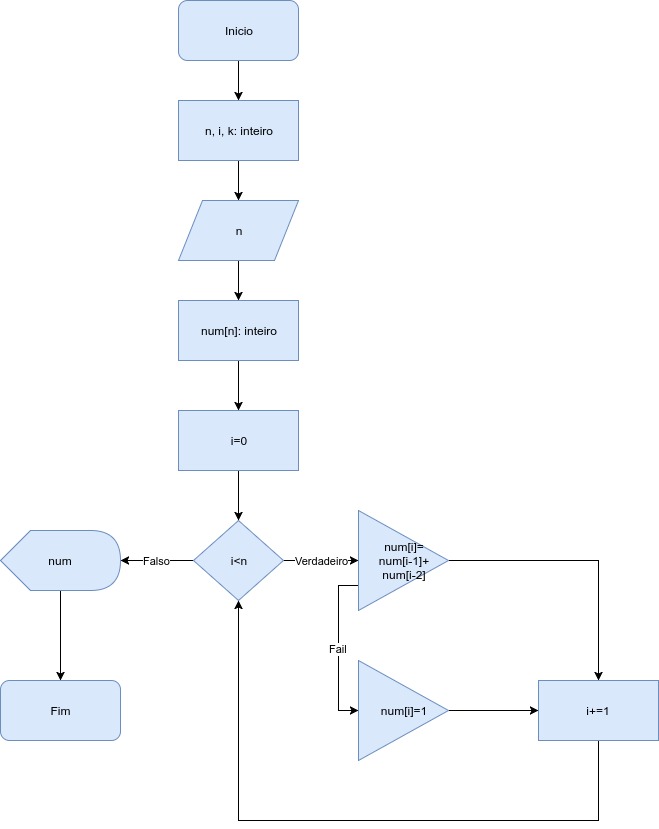 Inicio
n, i, k: inteiro
n
num[n]: inteiro
i=0
i<n
Falso
num
Fim
Verdadeiro
num[i]=
num[i-1]+
num[i-2]
Fail
num[i]=1
i+=1